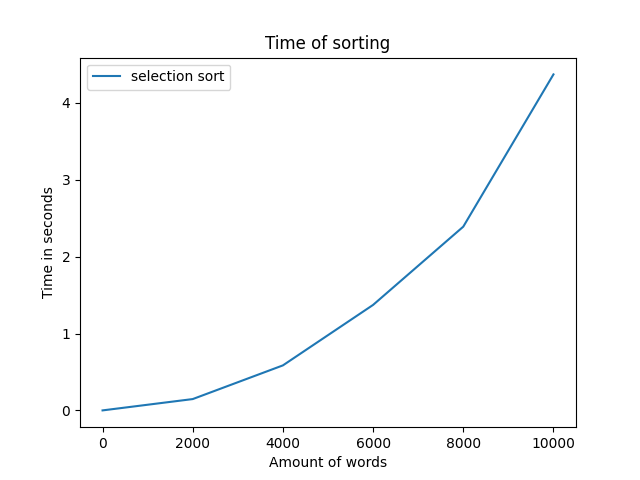 Time of sorting
selection sort
Time in seconds
4
3
2
1
0
0 2000 4000 6000 8000 10000
Amount of words